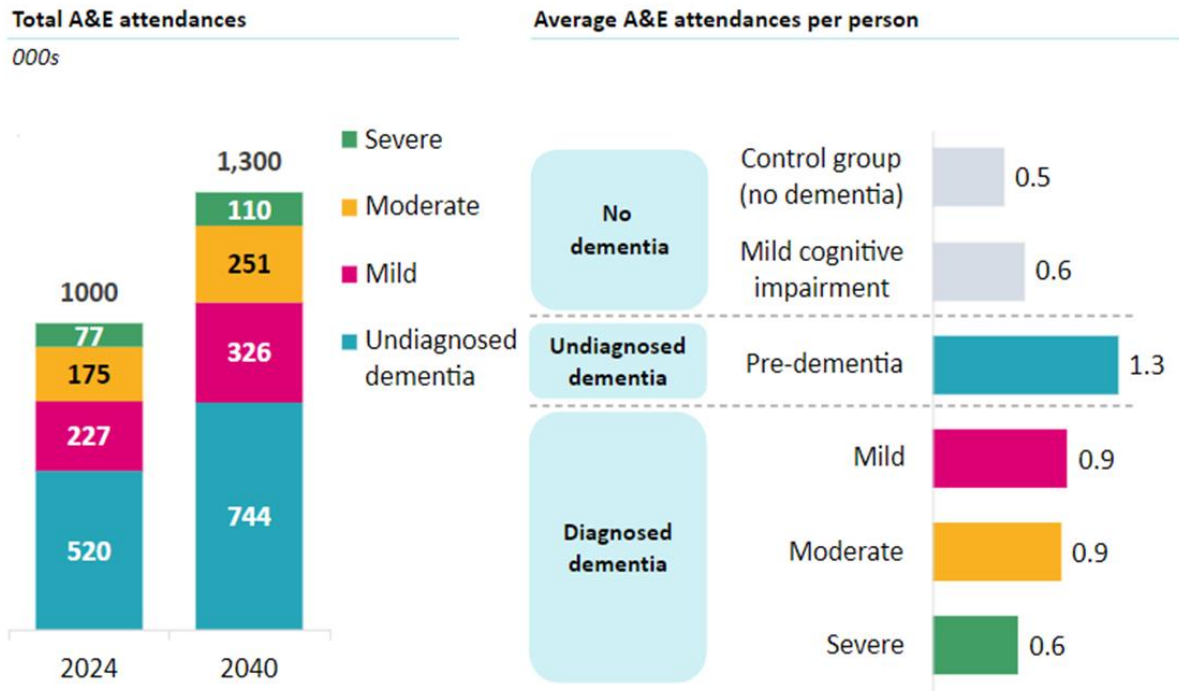 Total A&E attendances
000s
1000
77
175
227
520
2024
1,300
110
251
326
744
2040
Severe
Moderate
Mild
Undiagnosed
dementia
Average A&E attendances per person
No
dementia
Control group
(no dementia)
0.5
Mild cognitive
impairment
0.6
Undiagnosed
dementia
Pre-dementia
1.3
Diagnosed
dementia
Mild
0.9
Moderate
0.9
Severe
0.6